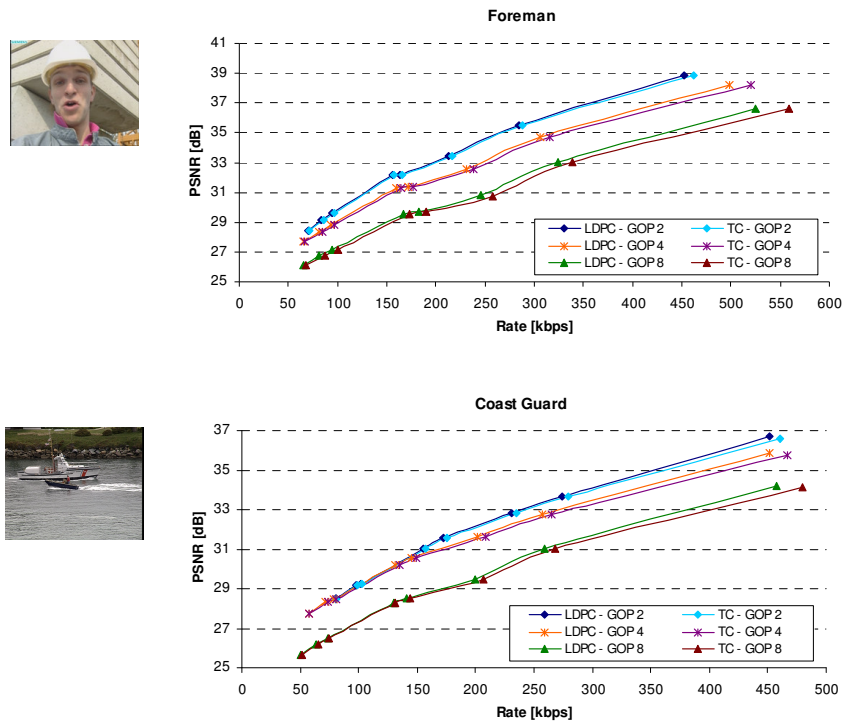 Foreman
PSNR [dB]
41
39
37
35
33
31
29
27
25
0 50 100 150 200 250 300 350 400 450 500 550 600
Rate [kbps]
LDPC - GOP 2 TC - GOP 2
LDPC - GOP 4 TC - GOP 4
LDPC - GOP 8 TC - GOP 8
Coast Guard
PSNR [dB]
37
35
33
31
29
27
25
0 50 100 150 200 250 300 350 400 450 500
Rate [kbps]
LDPC - GOP 2 TC - GOP 2
LDPC - GOP 4 TC - GOP 4
LDPC - GOP 8 TC - GOP 8